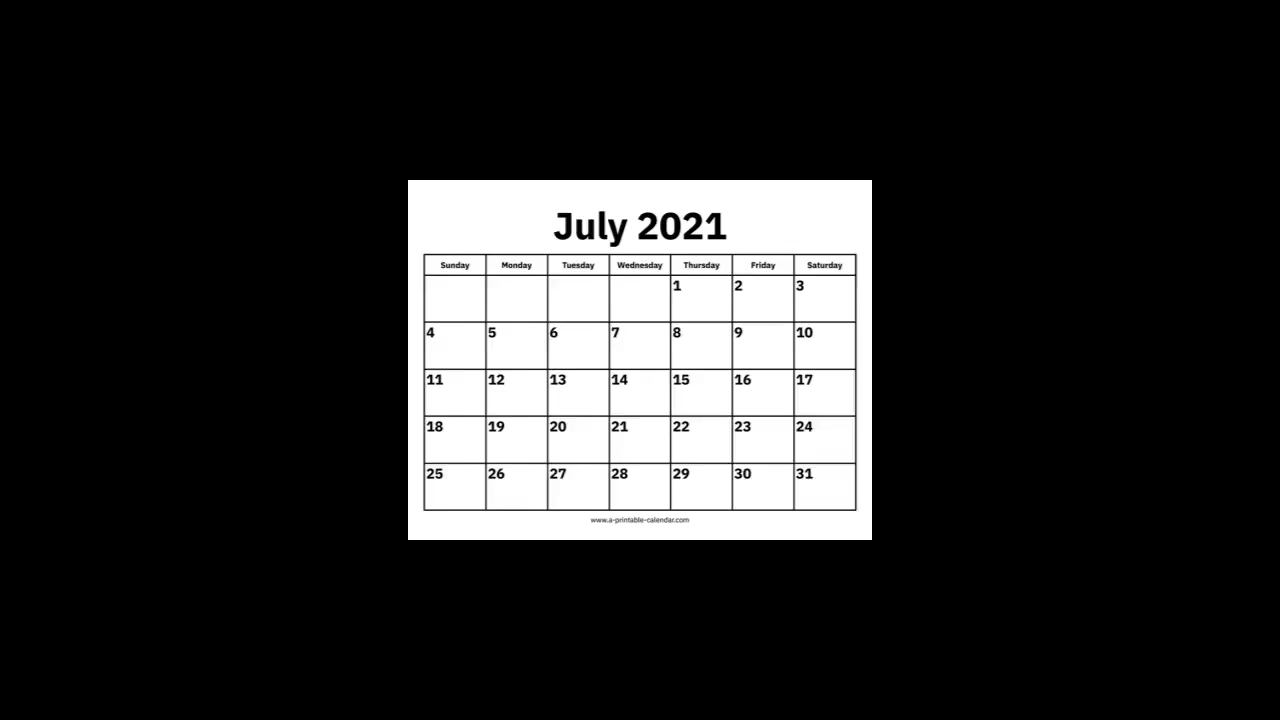 July 2021
Sunday Monday Tuesday Wednesday Thursday Friday Saturday
1 2 3
4 5 6 7 8 9 10
11 12 13 14 15 16 17
18 19 20 21 22 23 24
25 26 27 28 29 30 31
www.a-printable-calendar.com